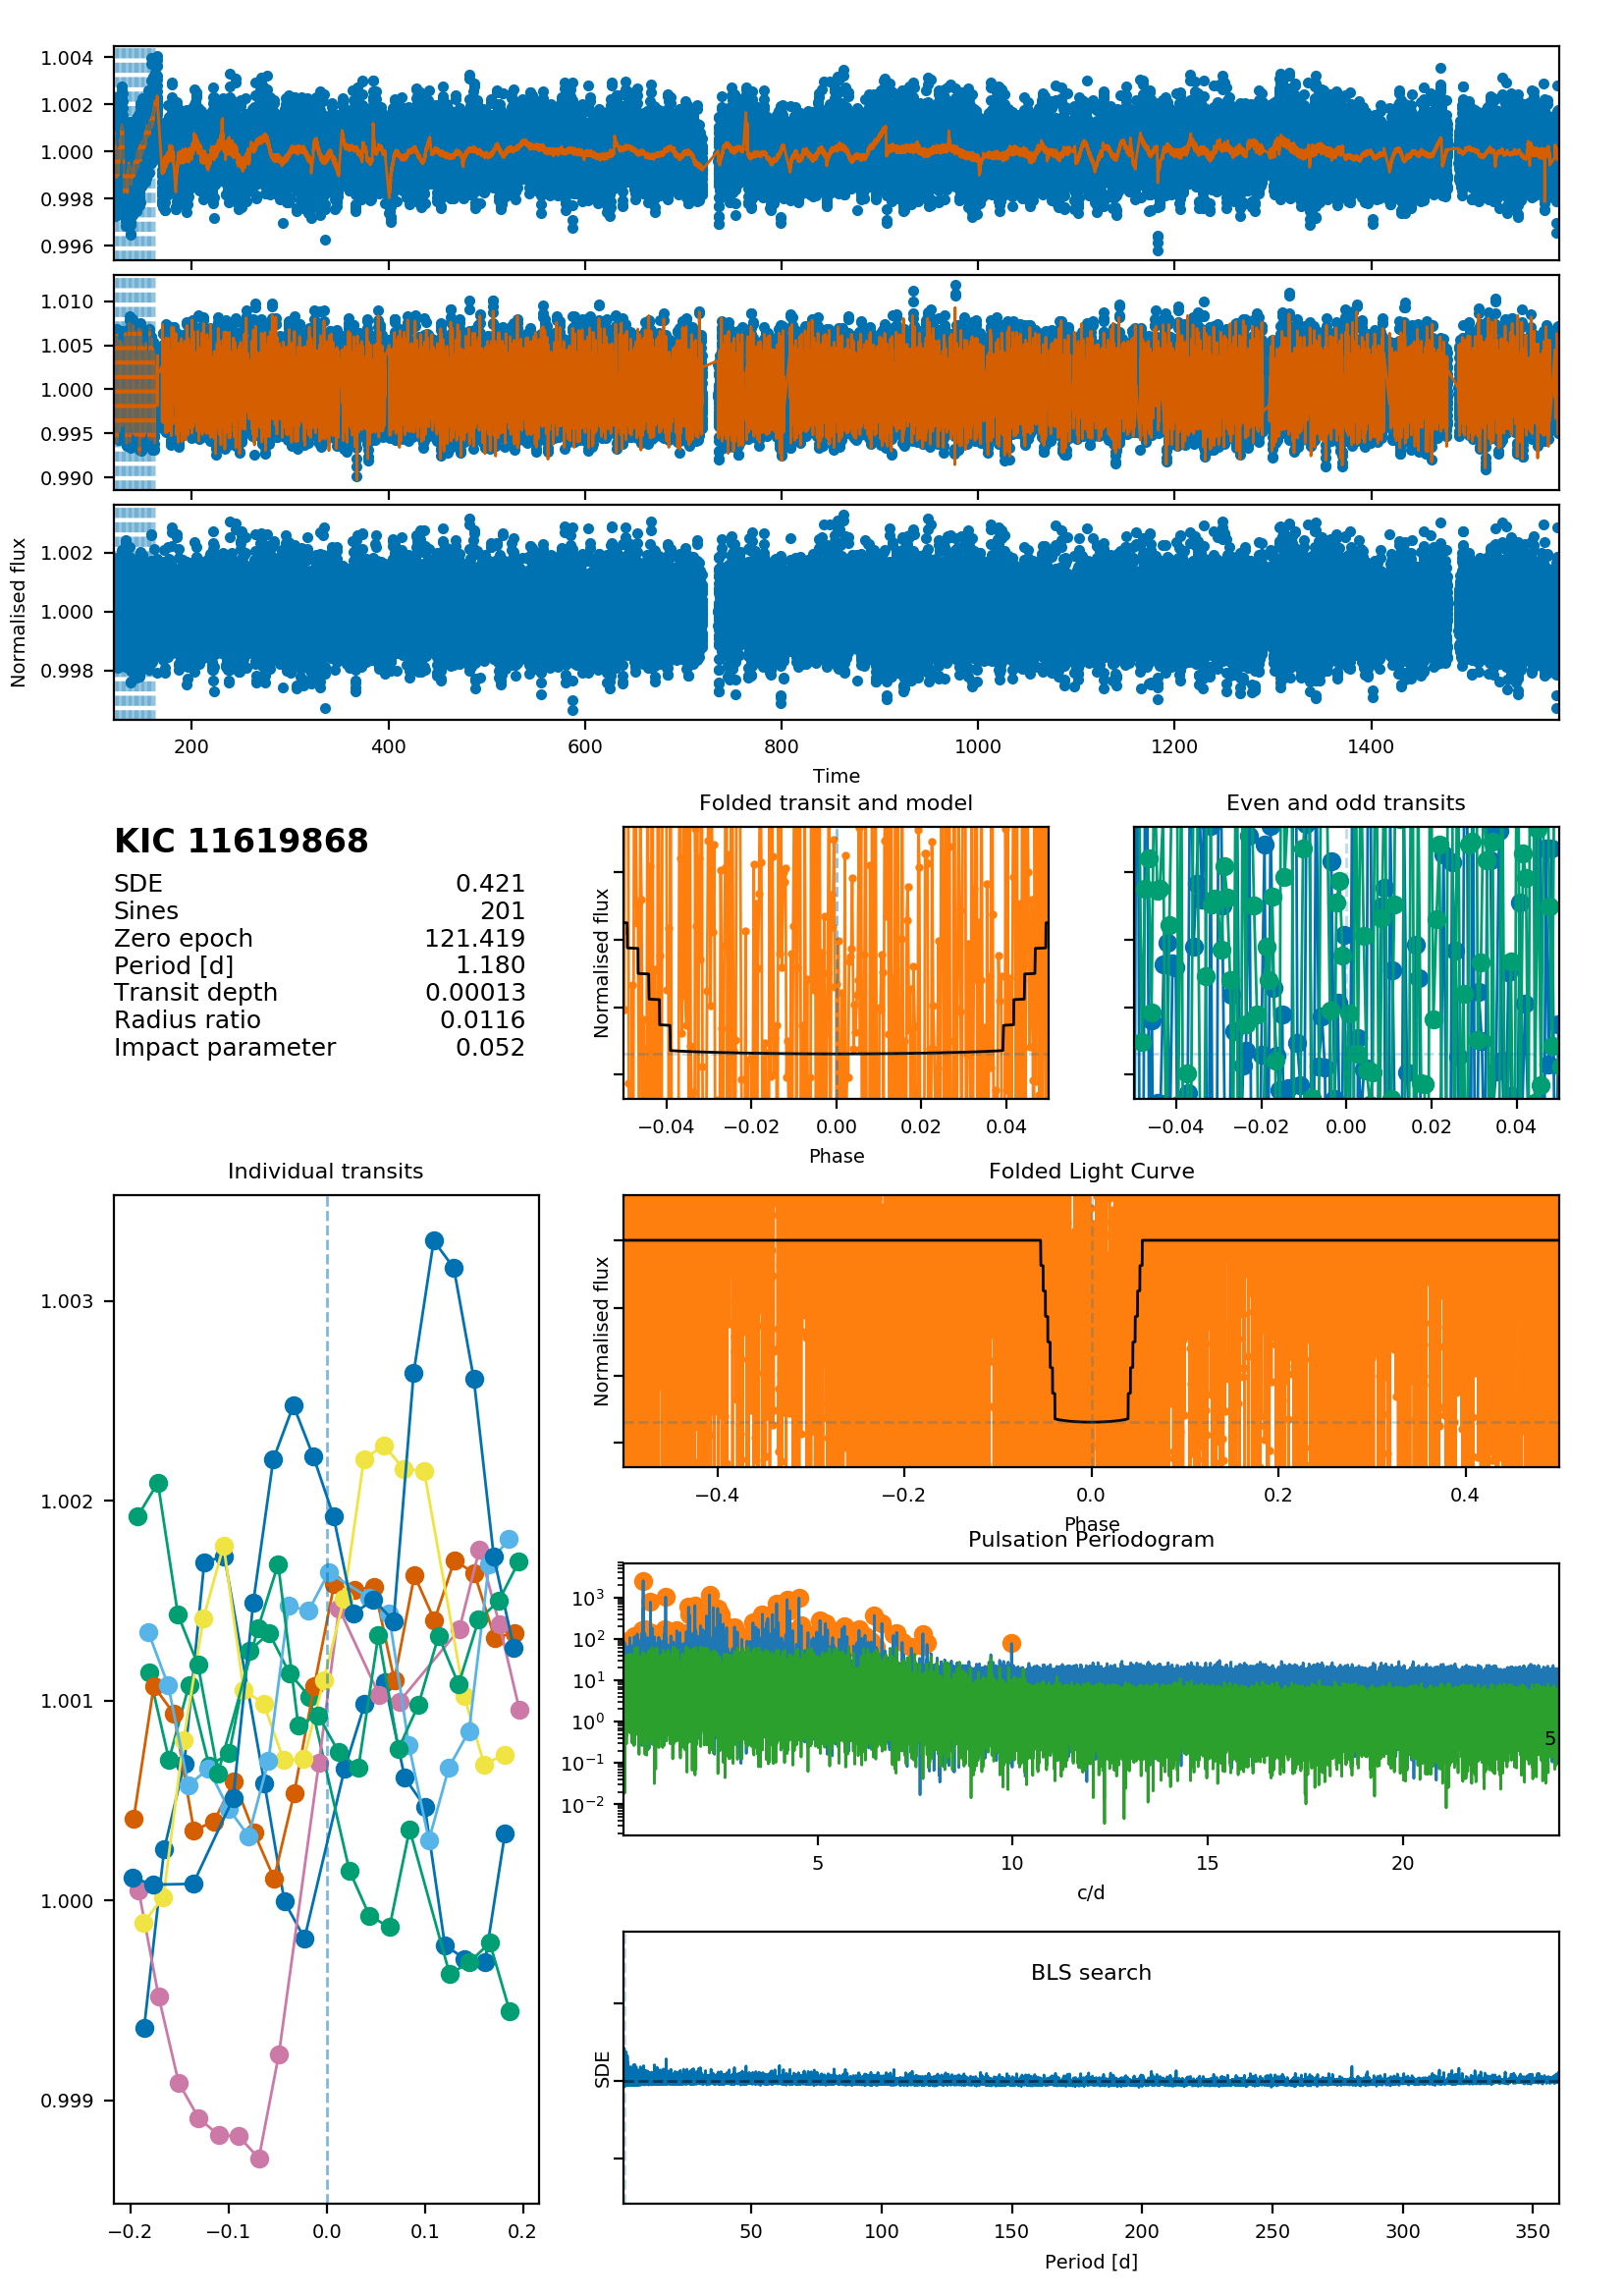 1.004
1.002
1.000
0.998
0.996
1.010
1.005
1.000
0.995
0.990
1.002
1.000
0.998
Normalised flux
200 400 600 800 1000 1200 1400
Time
KIC 11619868
SDE 0.421
Sines 201
Zero epoch 121.419
Period [d] 1.180
Transit depth 0.00013
Radius ratio 0.0116
Impact parameter 0.052
Folded transit and model
Normalised flux
−0.04 −0.02 0.00 0.02 0.04
Phase
Even and odd transits
−0.04 −0.02 0.00 0.02 0.04
Individual transits
1.003
1.002
1.001
1.000
0.999
−0.2 −0.1 0.0 0.1 0.2
Folded Light Curve
Normalised flux
−0.4 −0.2 0.0 0.2 0.4
Phase
Pulsation Periodogram
10³
10²
10¹
10⁰
10⁻¹
10⁻²
5
5 10 15 20
c/d
BLS search
SDE
50 100 150 200 250 300 350
Period [d]